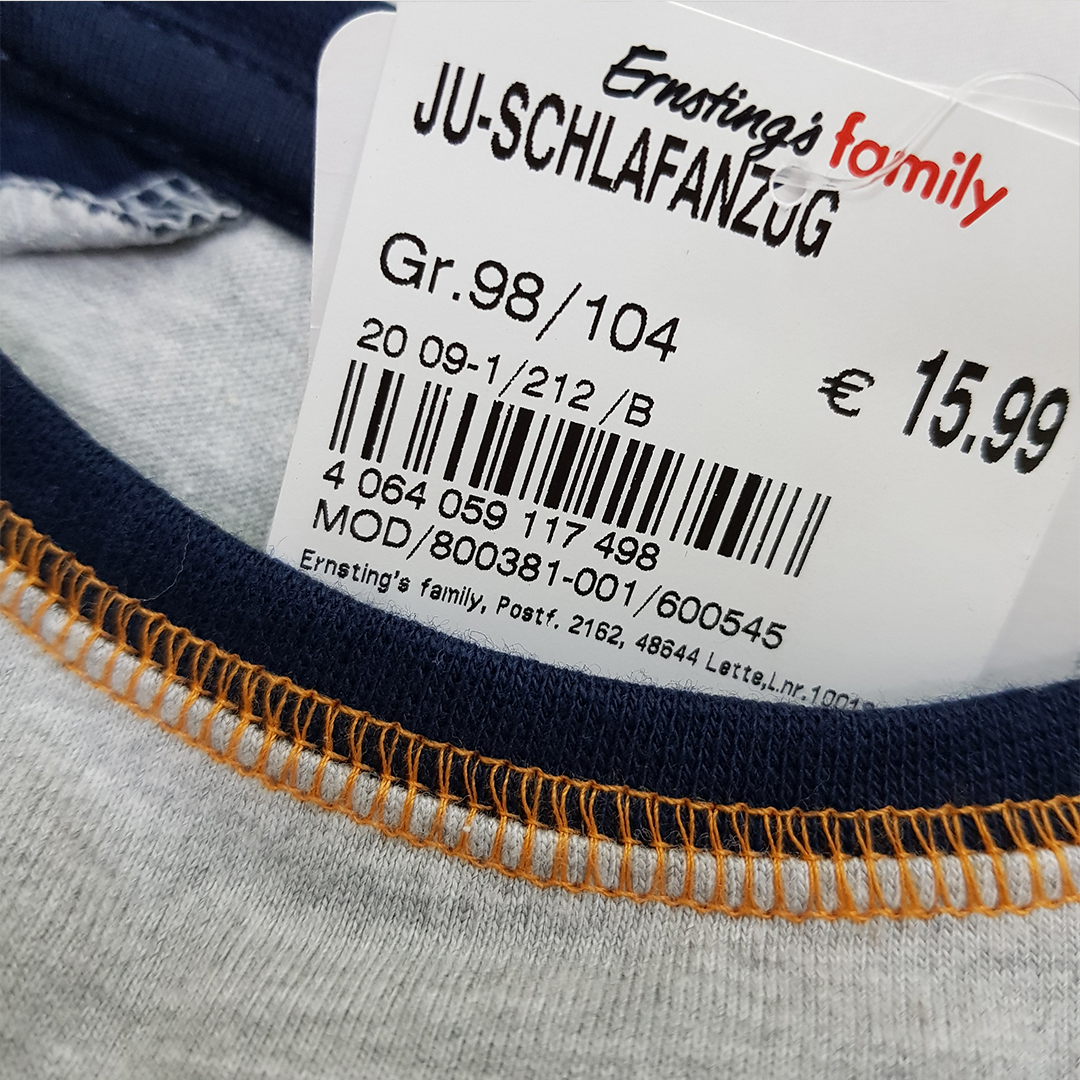 Ernsting's family
JU-SCHLAFANZUG
Gr.98/104
€ 15.99
20 09-1/212 /B
4 064 059 117 498
MOD/800381-001/600545
Ernsting's family, Postf. 2162, 48644 Lette,Lnr.